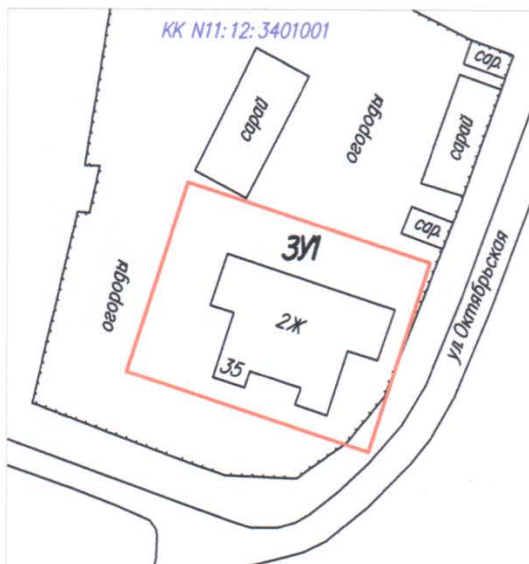 КК N11:12:3401001
сар.
сарай
огороды
сарай
сар.
ЗУ1
ул. Октябрьская
огороды
2Ж
35